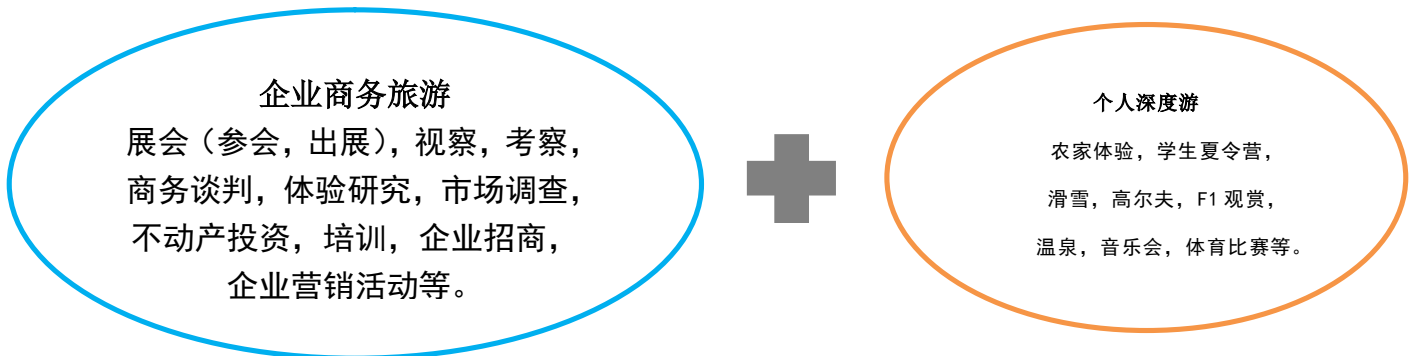 企业商务旅游
展会（参会，出展），视察，考察，
商务谈判，体验研究，市场调查，
不动产投资，培训，企业招商，
企业营销活动等。
个人深度游
农家体验，学生夏令营，
滑雪，高尔夫，F1 观赏，
温泉，音乐会，体育比赛等。